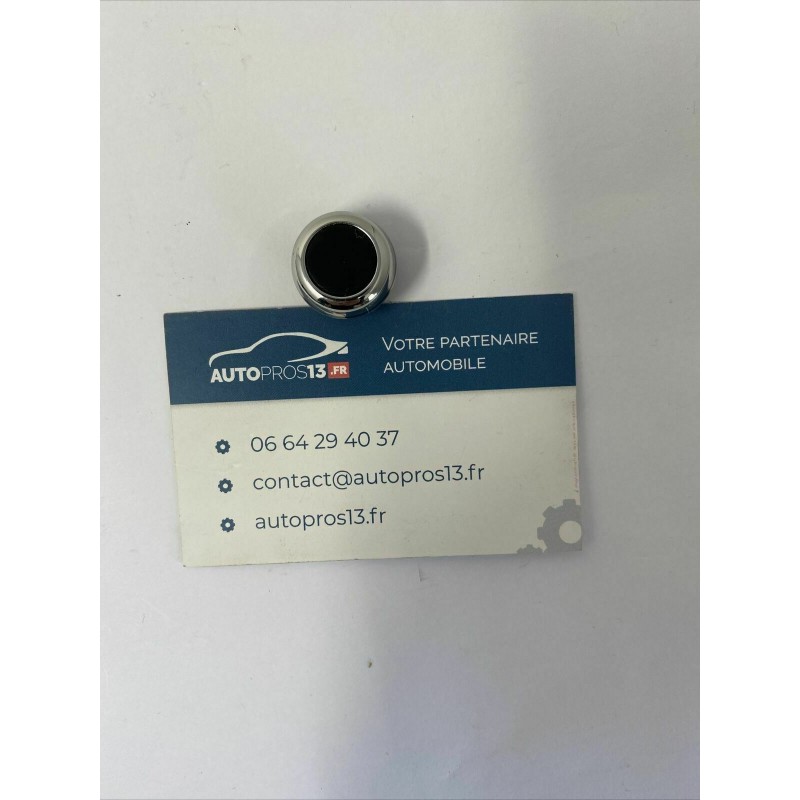 AUTOPROS13.FR
VOTRE PARTENAIRE
AUTOMOBILE
06 64 29 40 37
contact@autopros13.fr
autopros13.fr